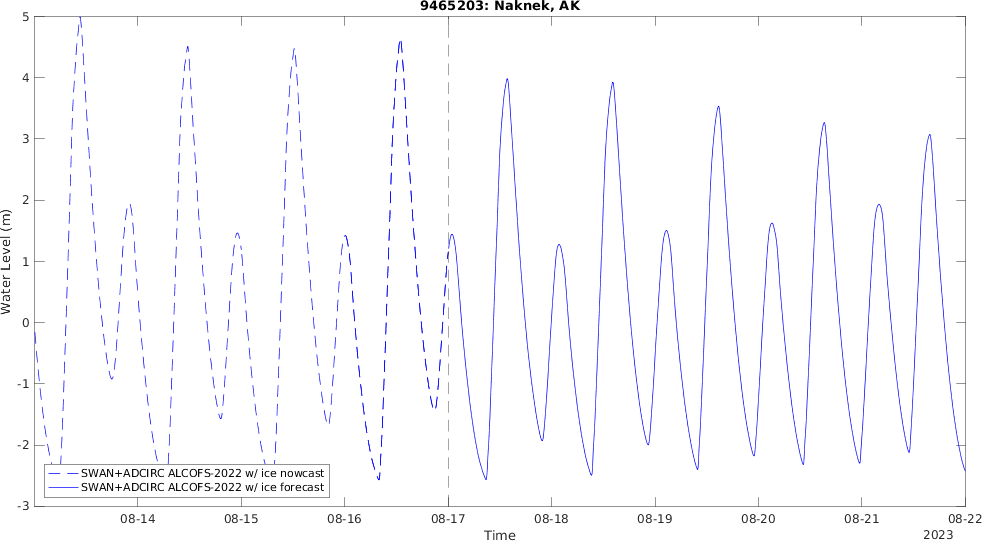 9465203: Naknek, AK
5
4
3
2
1
0
-1
-2
-3
Water Level (m)
SWAN+ADCIRC ALCOFS-2022 w/ ice nowcast
SWAN+ADCIRC ALCOFS-2022 w/ ice forecast
08-14 08-15 08-16 08-17 08-18 08-19 08-20 08-21 08-22
Time
2023